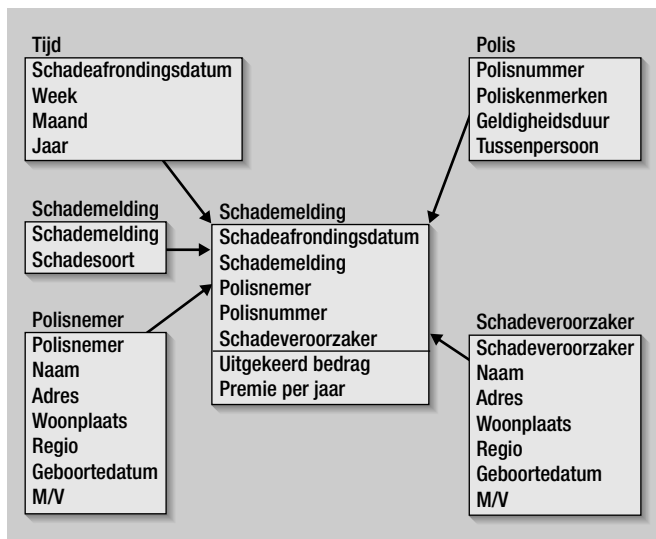 Tijd
Schadeafrondingsdatum
Week
Maand
Jaar
Polis
Polisnummer
Poliskenmerken
Geldigheidsduur
Tussenpersoon
Schademelding
Schademelding
Schadesoort
Schademelding
Schadeafrondingsdatum
Schademelding
Polisnemer
Polisnummer
Schadeveroorzaker
Uitgekeerd bedrag
Premie per jaar
Polisnemer
Polisnemer
Naam
Adres
Woonplaats
Regio
Geboortedatum
M/V
Schadeveroorzaker
Schadeveroorzaker
Naam
Adres
Woonplaats
Regio
Geboortedatum
M/V